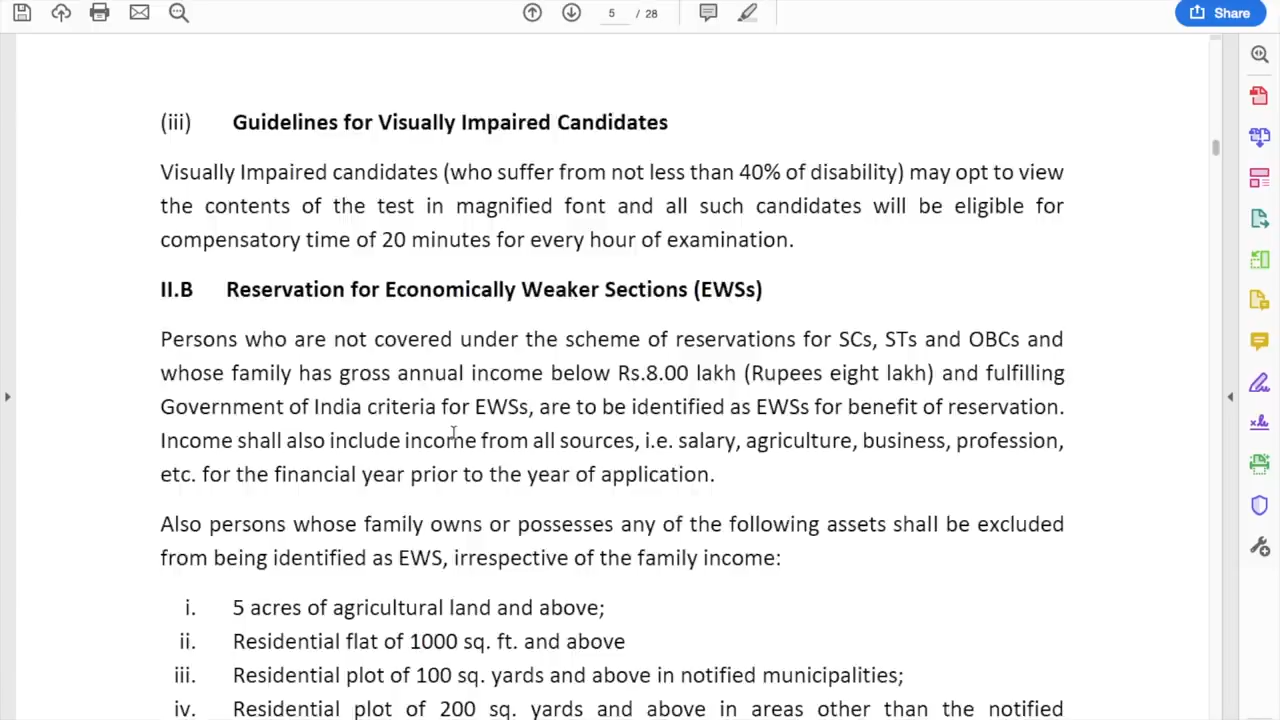 5 / 28
Share
(iii) Guidelines for Visually Impaired Candidates
Visually Impaired candidates (who suffer from not less than 40% of disability) may opt to view
the contents of the test in magnified font and all such candidates will be eligible for
compensatory time of 20 minutes for every hour of examination.
II.B Reservation for Economically Weaker Sections (EWSs)
Persons who are not covered under the scheme of reservations for SCs, STs and OBCs and
whose family has gross annual income below Rs.8.00 lakh (Rupees eight lakh) and fulfilling
Government of India criteria for EWSs, are to be identified as EWSs for benefit of reservation.
Income shall also include income from all sources, i.e. salary, agriculture, business, profession,
etc. for the financial year prior to the year of application.
Also persons whose family owns or possesses any of the following assets shall be excluded
from being identified as EWS, irrespective of the family income:
i. 5 acres of agricultural land and above;
ii. Residential flat of 1000 sq. ft. and above
iii. Residential plot of 100 sq. yards and above in notified municipalities;
iv. Residential plot of 200 sq. yards and above in areas other than the notified